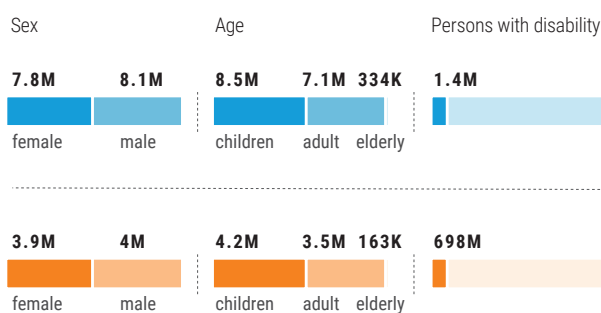 Sex Age Persons with disability
7.8M 8.1M 8.5M 7.1M 334K 1.4M
female male children adult elderly
3.9M 4M 4.2M 3.5M 163K 698M
female male children adult elderly